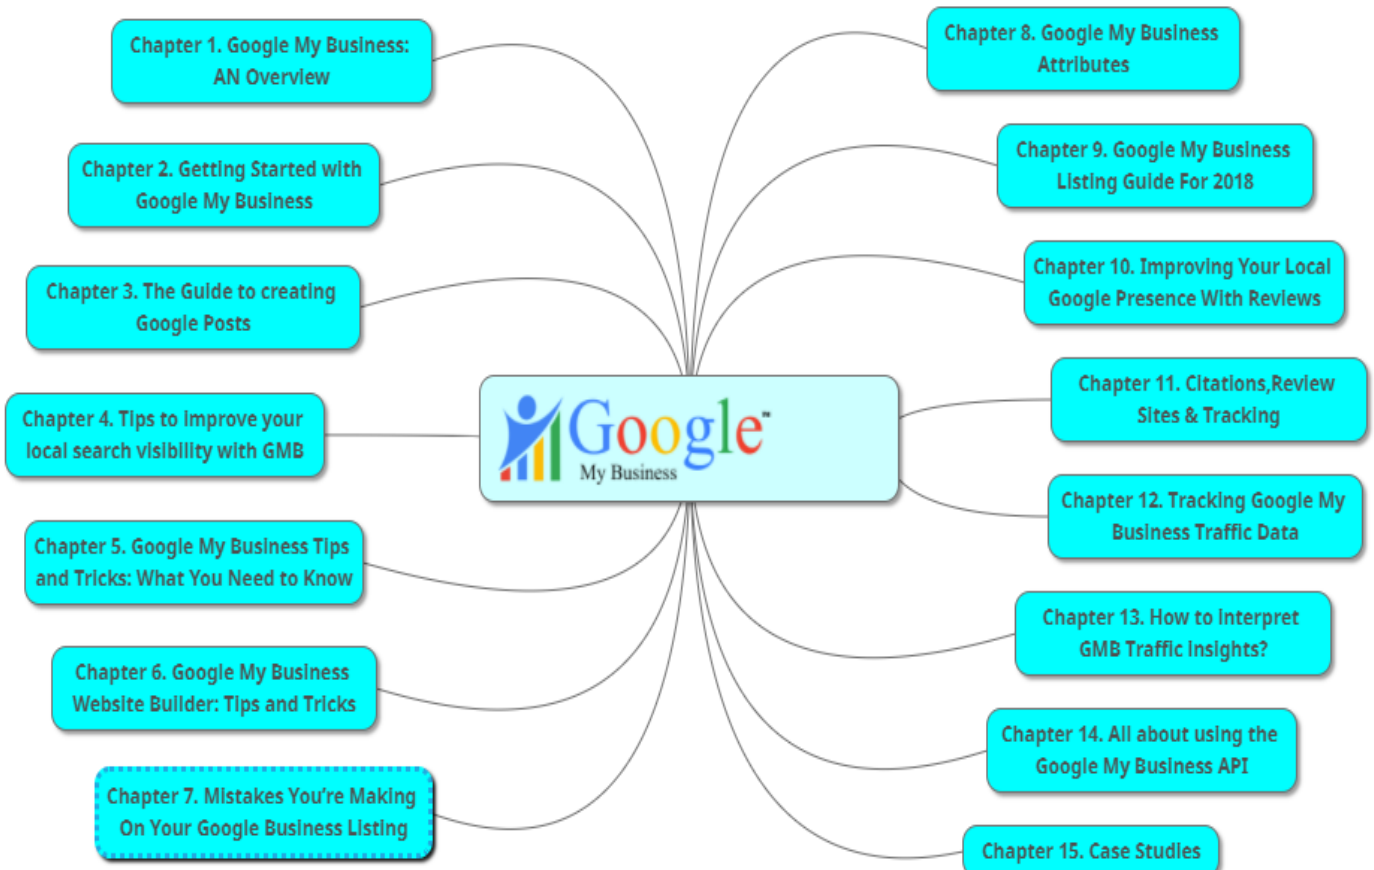 Chapter 1. Google My Business:
AN Overview
Chapter 2. Getting Started with
Google My Business
Chapter 3. The Guide to creating
Google Posts
Chapter 4. Tips to improve your
local search visibility with GMB
Chapter 5. Google My Business Tips
and Tricks: What You Need to Know
Chapter 6. Google My Business
Website Builder: Tips and Tricks
Chapter 7. Mistakes You’re Making
On Your Google Business Listing
Google™
My Business
Chapter 8. Google My Business
Attributes
Chapter 9. Google My Business
Listing Guide For 2018
Chapter 10. Improving Your Local
Google Presence With Reviews
Chapter 11. Citations,Review
Sites & Tracking
Chapter 12. Tracking Google My
Business Traffic Data
Chapter 13. How to interpret
GMB Traffic insights?
Chapter 14. All about using the
Google My Business API
Chapter 15. Case Studies